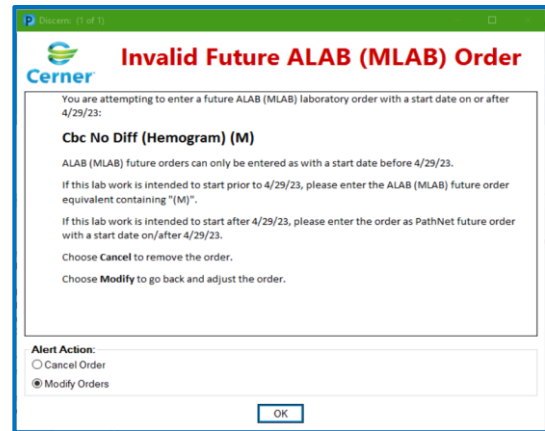 Discern: (1 of 1)
Cerner
Invalid Future ALAB (MLAB) Order
You are attempting to enter a future ALAB (MLAB) laboratory order with a start date on or after
4/29/23:
Cbc No Diff (Hemogram) (M)
ALAB (MLAB) future orders can only be entered as with a start date before 4/29/23.
If this lab work is intended to start prior to 4/29/23, please enter the ALAB (MLAB) future order
equivalent containing "(M)".
If this lab work is intended to start after 4/29/23, please enter the order as PathNet future order
with a start date on/after 4/29/23.
Choose Cancel to remove the order.
Choose Modify to go back and adjust the order.
Alert Action:
Cancel Order
Modify Orders
OK